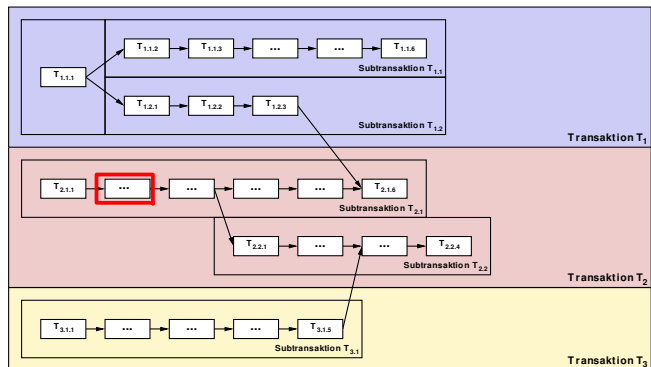 T1.1.2 T1.1.3 ... ... T1.1.6
T1.1.1
Subtransaktion T1.1
T1.2.1 T1.2.2 T1.2.3
Subtransaktion T1.2
Transaktion T1
T2.1.1 ... ... ... ... T2.1.6
Subtransaktion T2.1
T2.2.1 ... ... T2.2.4
Subtransaktion T2.2
Transaktion T2
T3.1.1 ... ... ... T3.1.5
Subtransaktion T3.1
Transaktion T3